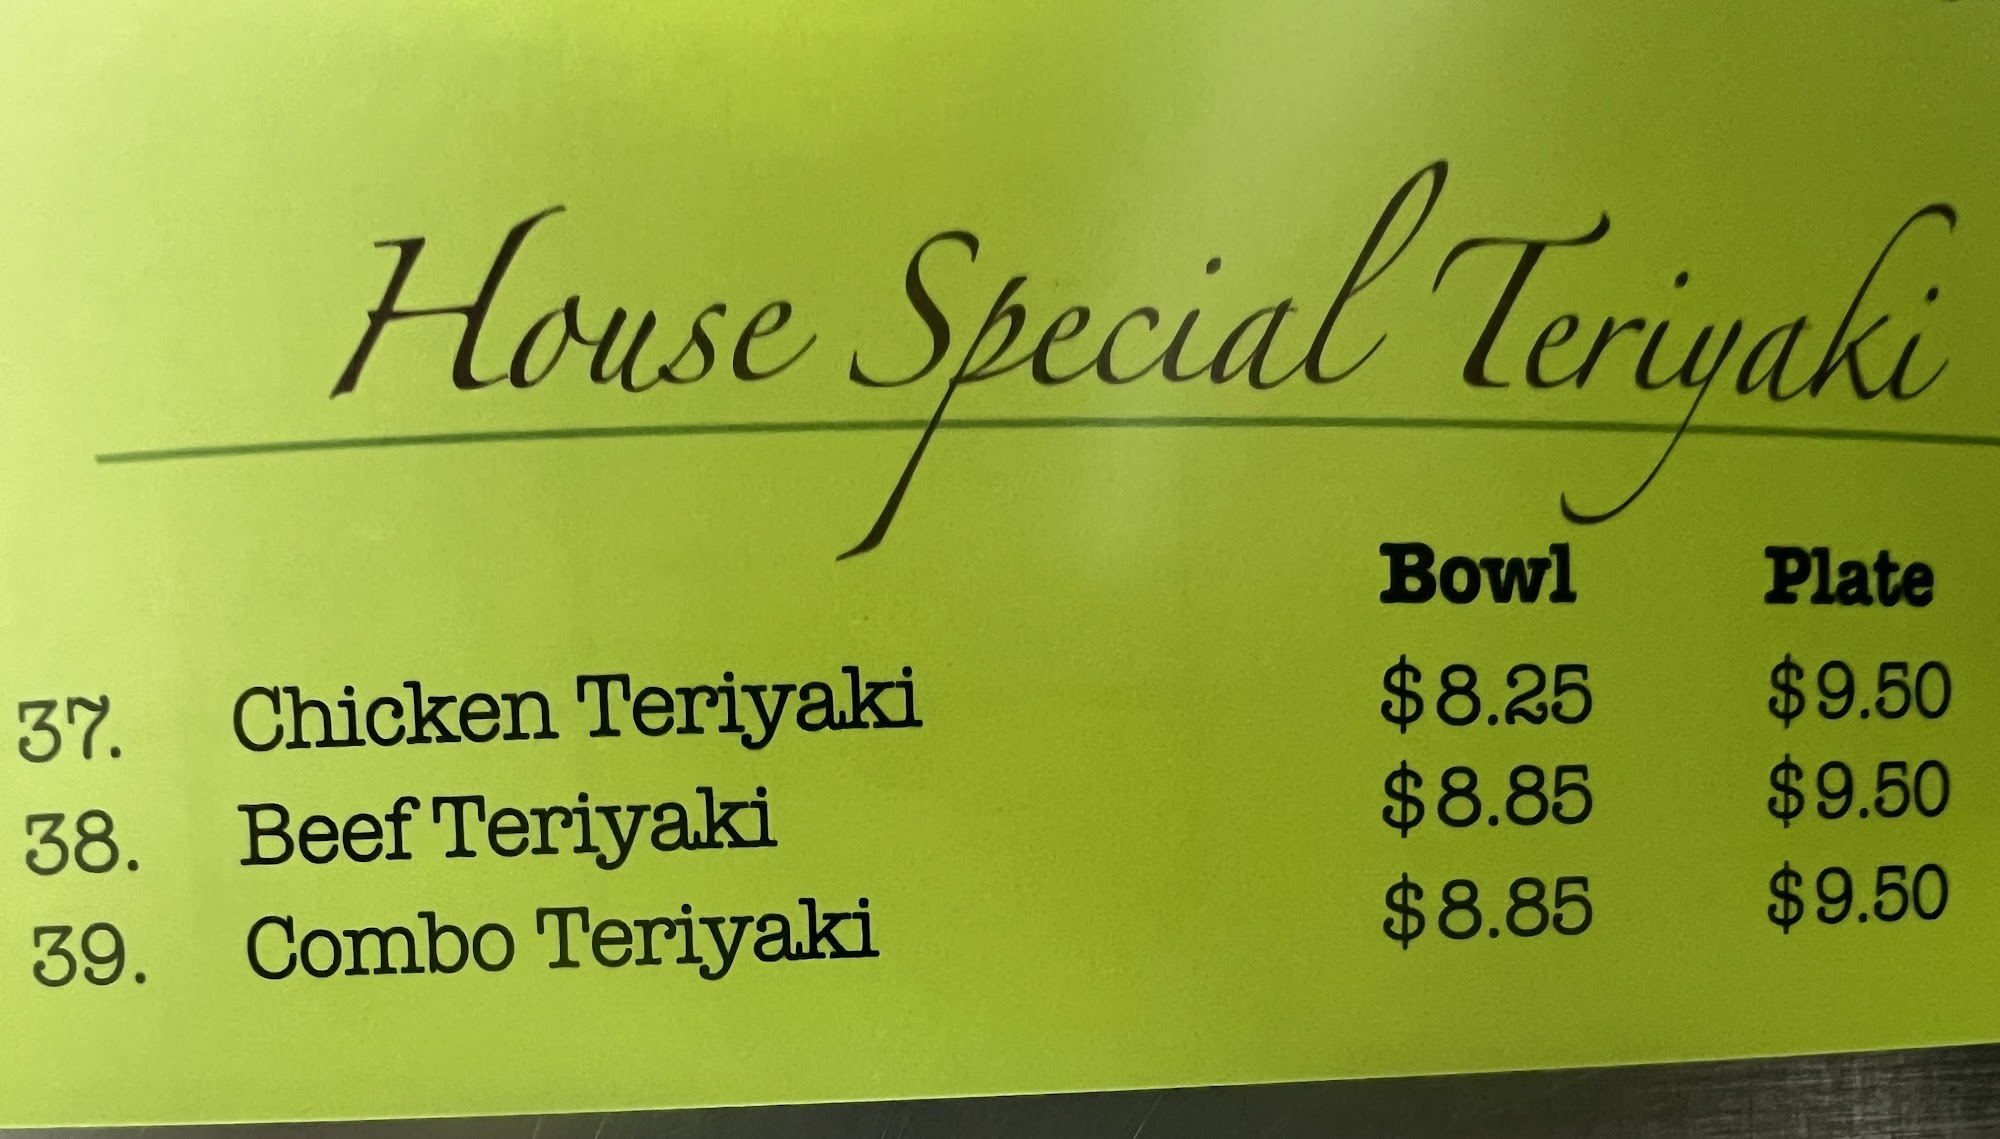 House Special Teriyaki
Bowl Plate
37. Chicken Teriyaki $8.25 $9.50
38. Beef Teriyaki $8.85 $9.50
39. Combo Teriyaki $8.85 $9.50